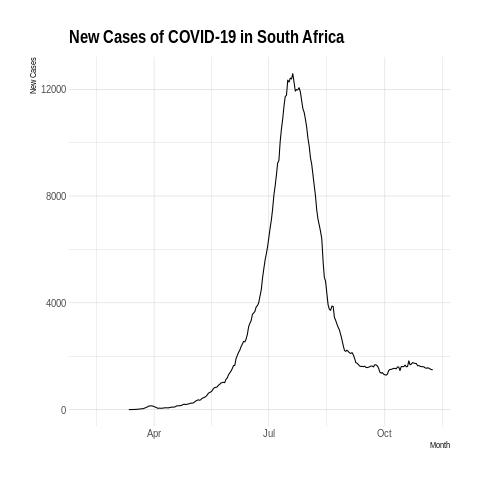 New Cases of COVID-19 in South Africa
New Cases
12000
8000
4000
0
Apr Jul Oct
Month